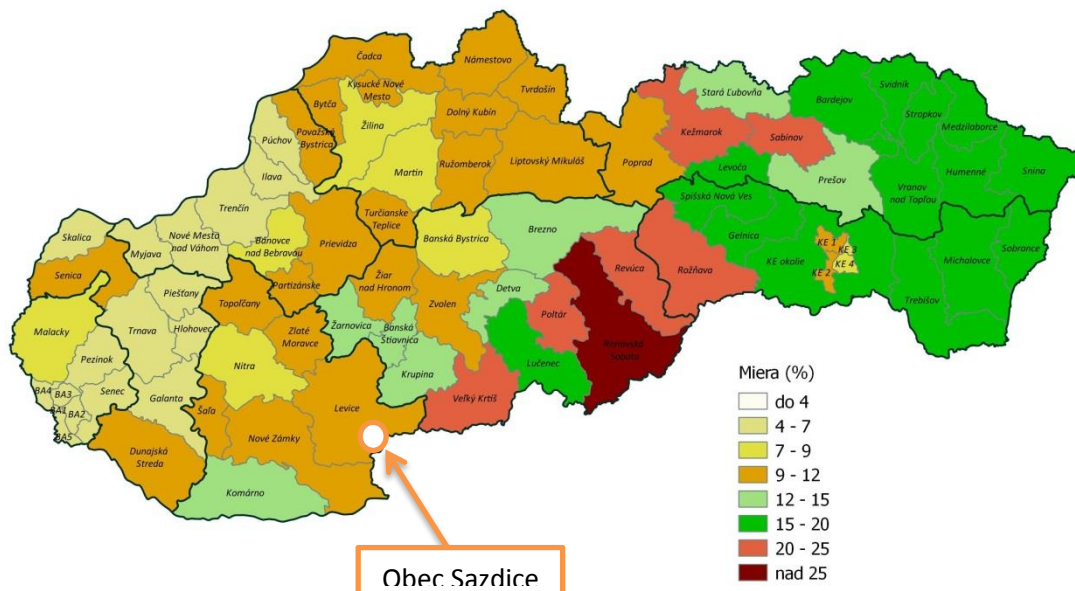 Čadca
Námestovo
Kysucké Nové
Mesto
Tvrdošín
Bytča
Dolný Kubín
Považská
Bystrica
Žilina
Púchov
Ilava
Martin
Ružomberok
Liptovský Mikuláš
Poprad
Stará Ľubovňa
Kežmarok
Sabinov
Bardejov
Svidník
Stropkov
Medzilaborce
Levoča
Prešov
Humenné
Snina
Vranov
nad Topľou
Spišská Nová Ves
Gelnica
KE okolie
KE 1
KE 3
KE 4
KE 2
Michalovce
Sobrance
Trebišov
Trenčín
Turčianske
Teplice
Skalica
Nové Mesto
nad Váhom
Myjava
Bánovce
nad Bebravou
Prievidza
Banská Bystrica
Brezno
Senica
Piešťany
Partizánske
Topoľčany
Žiar
nad Hronom
Zvolen
Detva
Revúca
Rožňava
Malacky
Trnava
Hlohovec
Zlaté
Moravce
Žarnovica
Banská
Štiavnica
Poltár
Rimavská
Sobota
Pezinok
Nitra
Krupina
Lučenec
BA4
BA3
BA1
BA2
BA5
Senec
Galanta
Šaľa
Levice
Veľký Krtíš
Dunajská
Streda
Nové Zámky
Komárno
Obec Sazdice
Miera (%)
do 4
4 - 7
7 - 9
9 - 12
12 - 15
15 - 20
20 - 25
nad 25